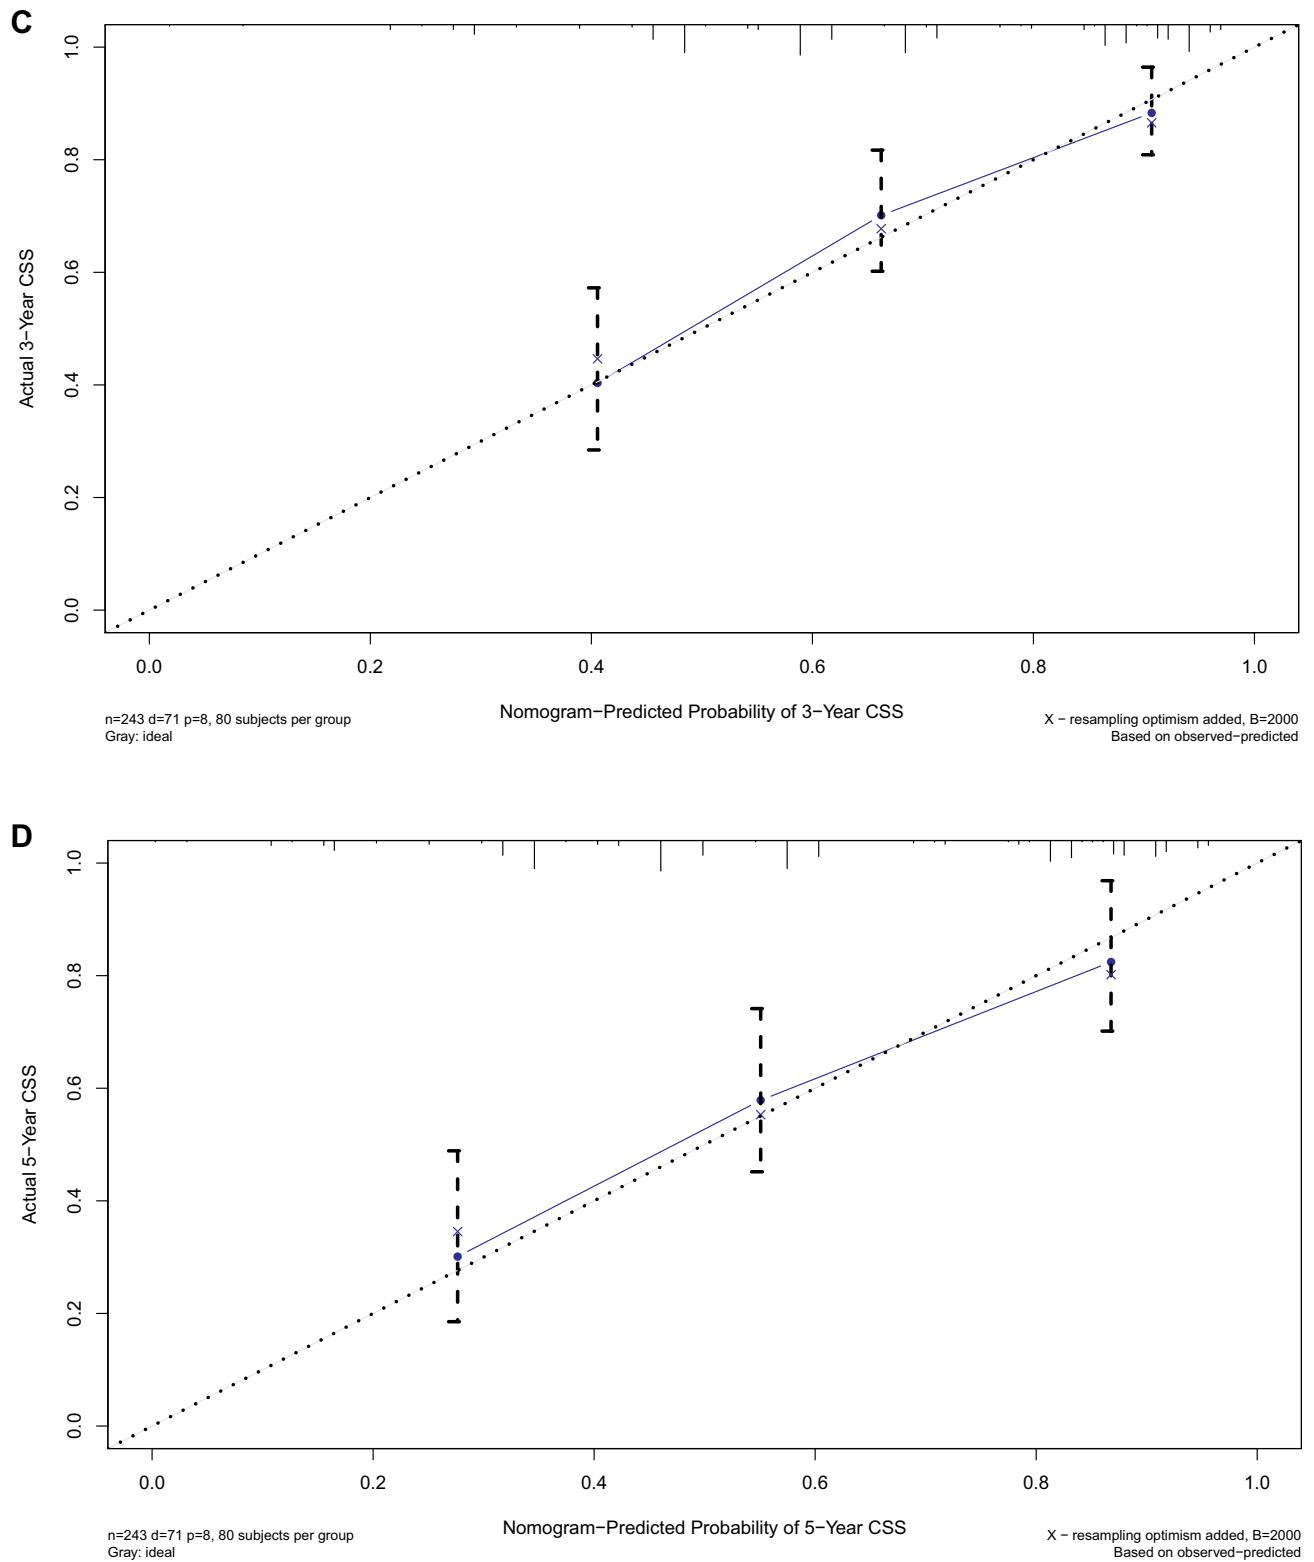 C
1.0
0.8
0.6
0.4
0.2
0.0
Actual 3−Year CSS
0.0 0.2 0.4 0.6 0.8 1.0
Nomogram−Predicted Probability of 3−Year CSS
n=243 d=71 p=8, 80 subjects per group
Gray: ideal
X − resampling optimism added, B=2000
Based on observed−predicted
D
1.0
0.8
0.6
0.4
0.2
0.0
Actual 5−Year CSS
0.0 0.2 0.4 0.6 0.8 1.0
Nomogram−Predicted Probability of 5−Year CSS
n=243 d=71 p=8, 80 subjects per group
Gray: ideal
X − resampling optimism added, B=2000
Based on observed−predicted